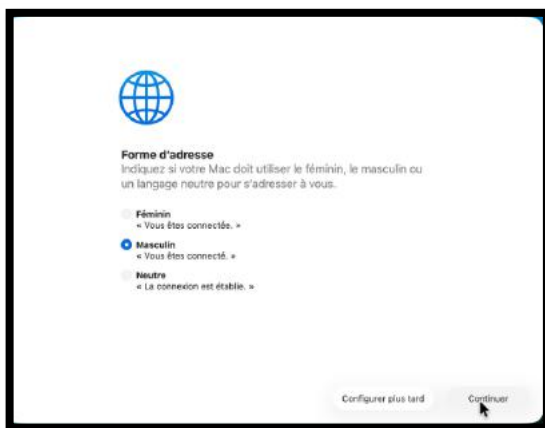 Forme d'adresse
Indiquez si votre Mac doit utiliser le féminin, le masculin ou
un langage neutre pour s'adresser à vous.
Féminin
« Vous êtes connectée. »
Masculin
« Vous êtes connecté. »
Neutre
« La connexion est établie. »
Configurer plus tard
Continuer